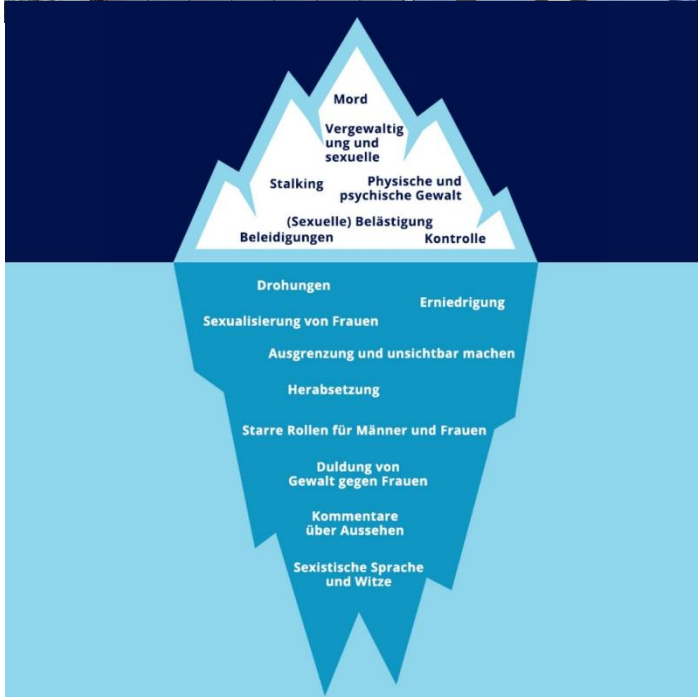 Mord
Vergewaltig
ung und
sexuelle
Stalking
Physische und
psychische Gewalt
(Sexuelle) Belästigung
Beleidigungen
Kontrolle
Drohungen
Erniedrigung
Sexualisierung von Frauen
Ausgrenzung und unsichtbar machen
Herabsetzung
Starre Rollen für Männer und Frauen
Duldung von
Gewalt gegen Frauen
Kommentare
über Aussehen
Sexistische Sprache
und Witze